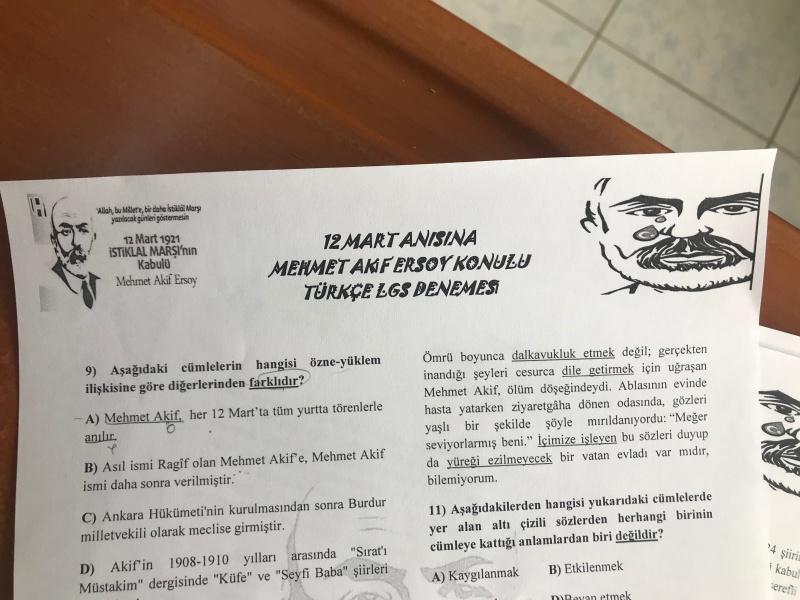 "Allah, bu Millet'e, bir daha İstiklâl Marşı
yazılacak günleri göstermesin
12 Mart 1921
İSTİKLAL MARŞI'nın
Kabulü
Mehmet Akif Ersoy
12 MART ANISINA
MEHMET AKİF ERSOY KONULU
TÜRKÇE LGS DENEMESİ
9) Aşağıdaki cümlelerin hangisi özne-yüklem
ilişkisine göre diğerlerinden farklıdır?
A) Mehmet Akif, her 12 Mart'ta tüm yurtta törenlerle
anılır.
B) Asıl ismi Ragîf olan Mehmet Akif'e, Mehmet Akif
ismi daha sonra verilmiştir.
C) Ankara Hükümeti'nin kurulmasından sonra Burdur
milletvekili olarak meclise girmiştir.
D) Akif'in 1908-1910 yılları arasında "Sırat'ı
Müstakim" dergisinde "Küfe" ve "Seyfi Baba" şiirleri
Ömrü boyunca dalkavukluk etmek değil; gerçekten
inandığı şeyleri cesurca dile getirmek için uğraşan
Mehmet Akif, ölüm döşeğindeydi. Ablasının evinde
hasta yatarken ziyaretgâha dönen odasında, gözleri
yaşlı bir şekilde şöyle mırıldanıyordu: "Meğer
seviyorlarmış beni." İçimize işleyen bu sözleri duyup
da yüreği ezilmeyecek bir vatan evladı var mıdır,
bilemiyorum.
11) Aşağıdakilerden hangisi yukarıdaki cümlelerde
yer alan altı çizili sözlerden herhangi birinin
cümleye kattığı anlamlardan biri değildir?
A) Kaygılanmak B) Etkilenmek
D)Beyan etmek